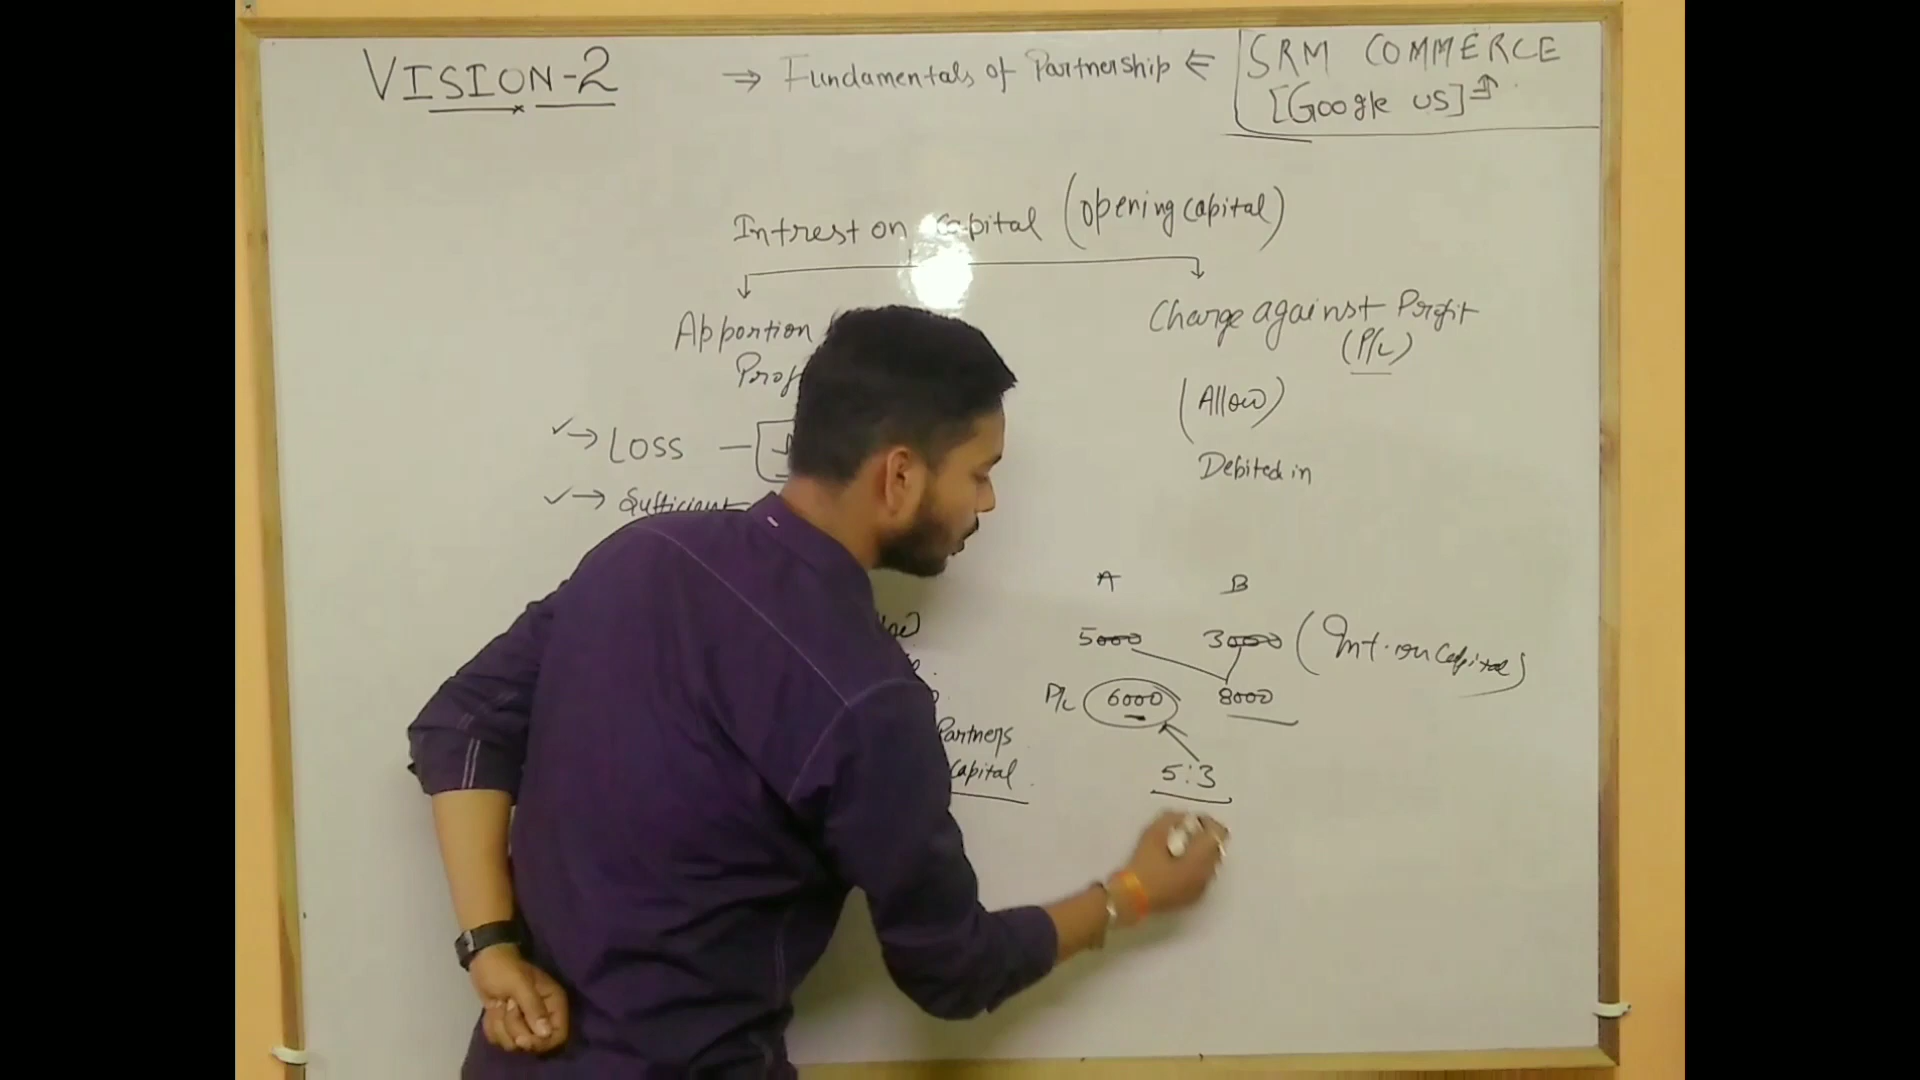 VISION-2
⇒ Fundamentals of Partnership ⇐
SRM COMMERCE
[Google US]
Intrest on Capital (opening capital)
Apportion
Prof
Charge against Profit
(P/L)
(Allow)
✓→ LOSS —
Debited in
✓→ Sufficient
A B
5000 3000 (Int. on Capital)
P/L 6000 8000
Partners
Capital
5:3